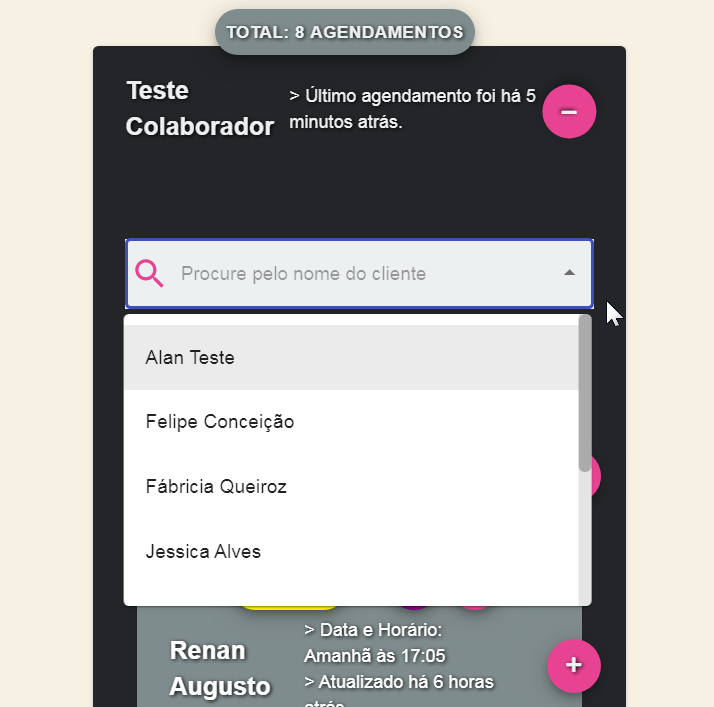 TOTAL: 8 AGENDAMENTOS
Teste
Colaborador
> Último agendamento foi há 5
minutos atrás.
Procure pelo nome do cliente
Alan Teste
Felipe Conceição
Fábricia Queiroz
Jessica Alves
Renan
Augusto
> Data e Horário:
Amanhã às 17:05
> Atualizado há 6 horas
atrás.